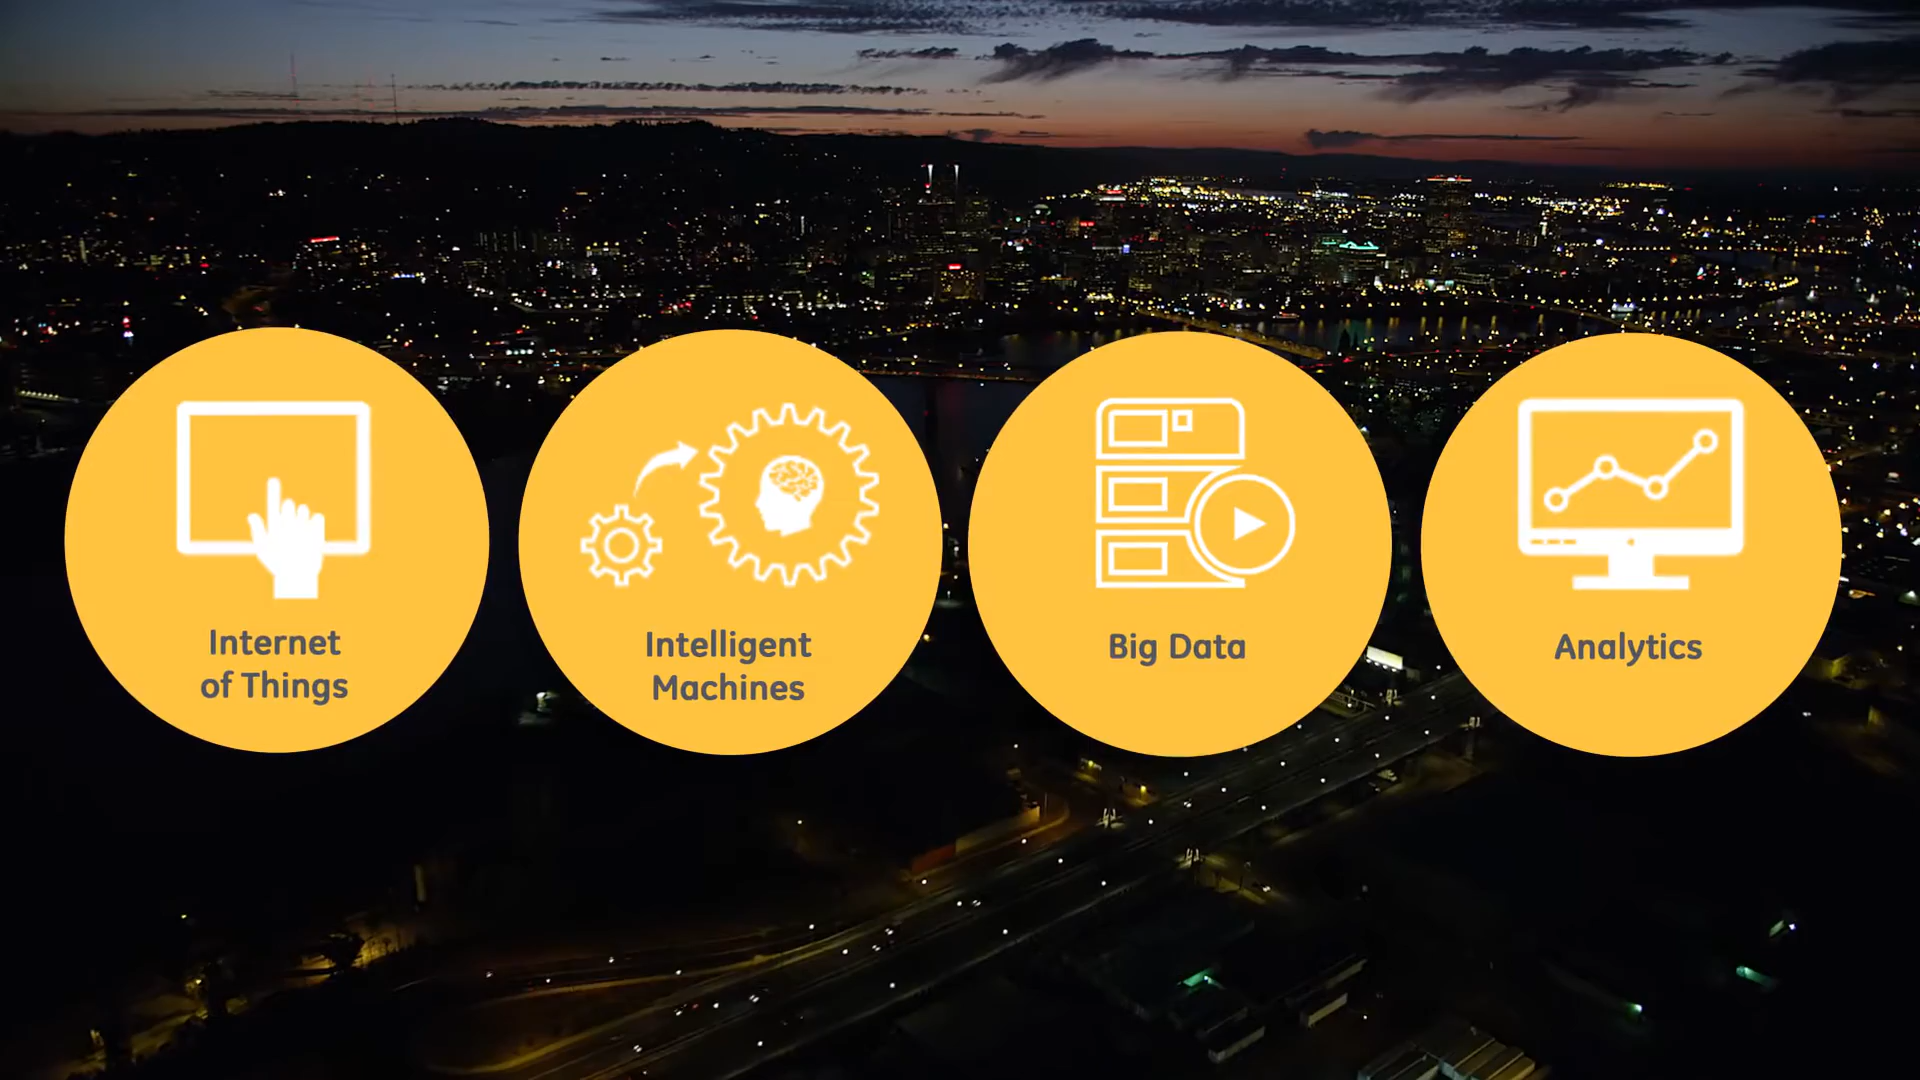 Internet
of Things
Intelligent
Machines
Big Data
Analytics